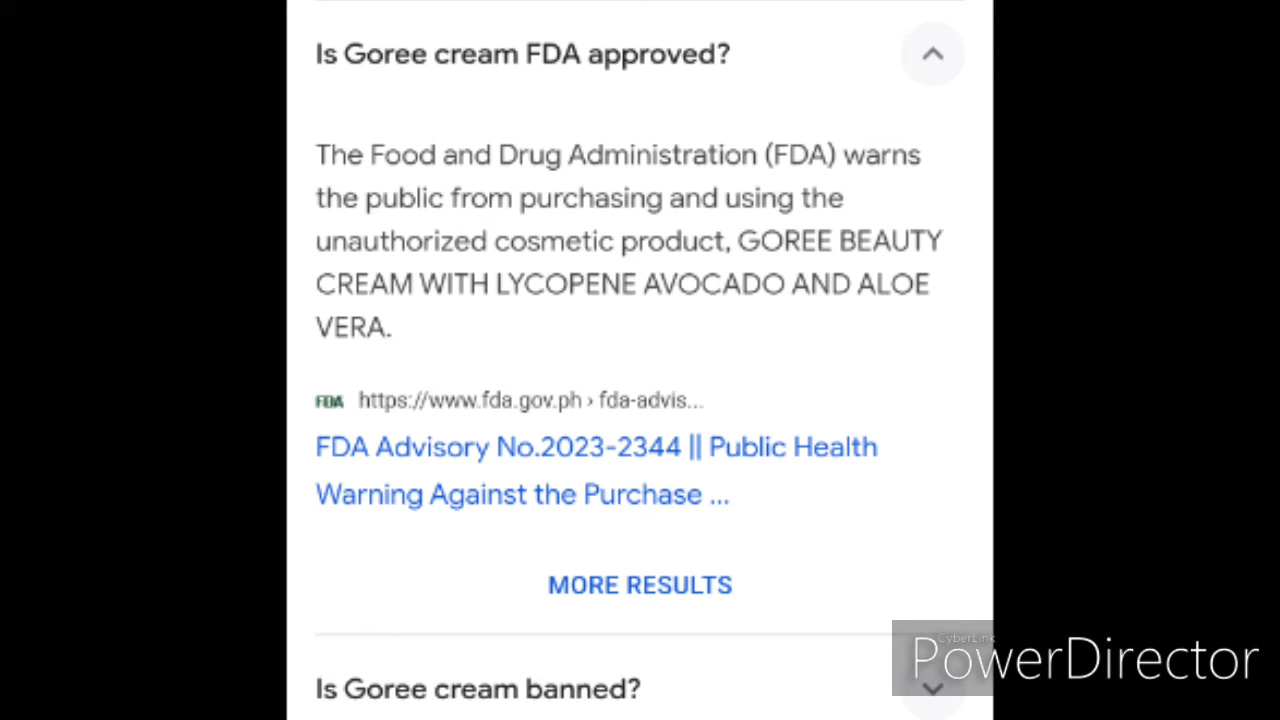 Is Goree cream FDA approved?
The Food and Drug Administration (FDA) warns
the public from purchasing and using the
unauthorized cosmetic product, GOREE BEAUTY
CREAM WITH LYCOPENE AVOCADO AND ALOE
VERA.
FDA https://www.fda.gov.ph › fda-advis...
FDA Advisory No.2023-2344 || Public Health
Warning Against the Purchase ...
MORE RESULTS
Is Goree cream banned?
CyberLink
PowerDirector